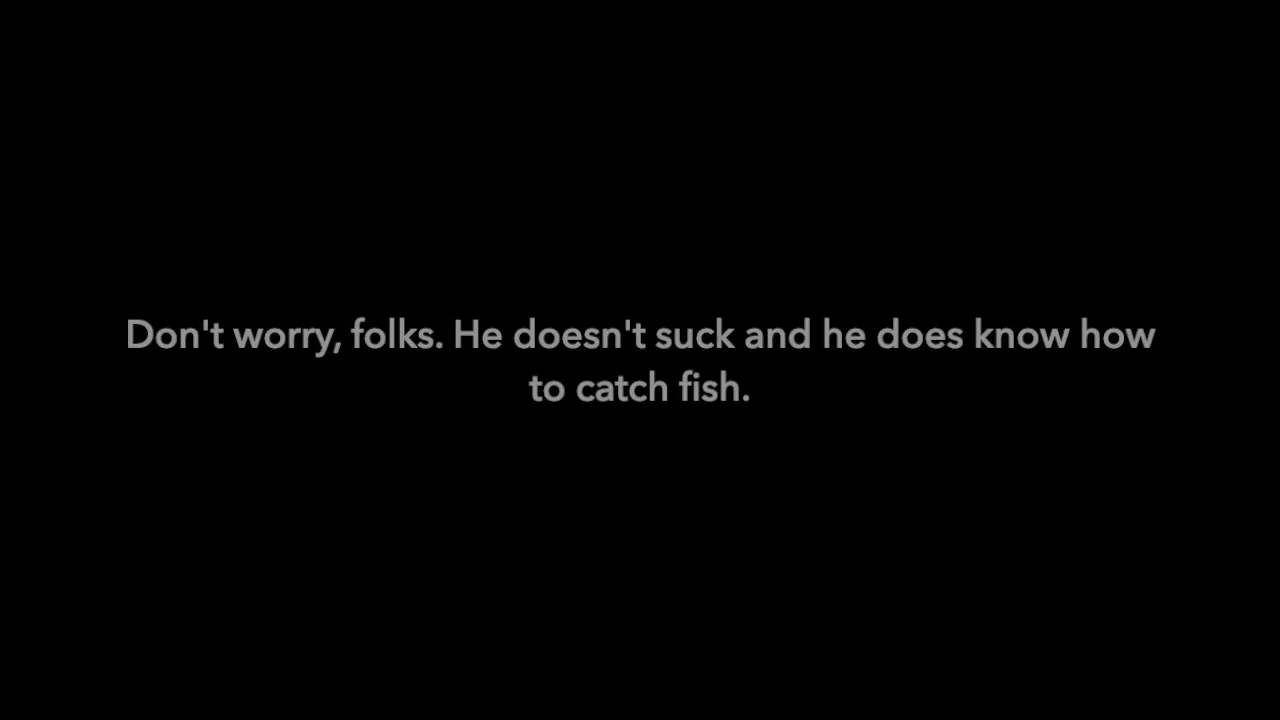 Don't worry, folks. He doesn't suck and he does know how
to catch fish.